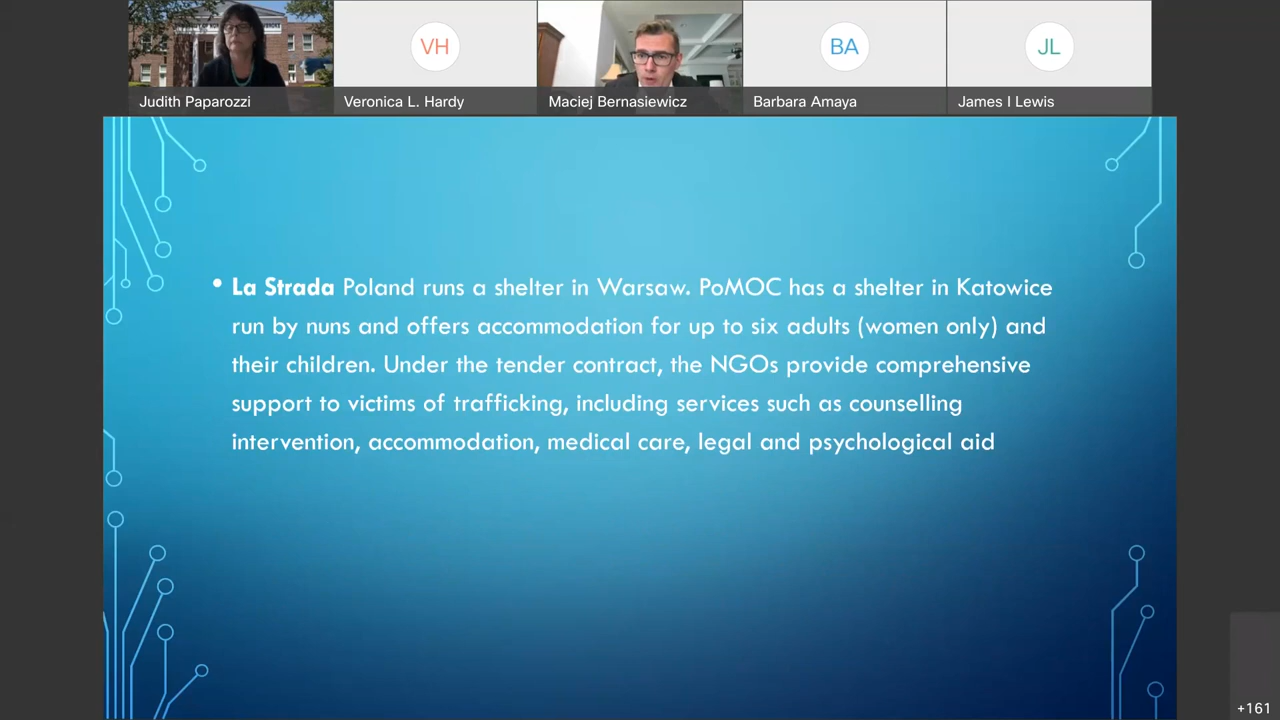 VH
BA
JL
Judith Paparozzi
Veronica L. Hardy
Maciej Bernasiewicz
Barbara Amaya
James I Lewis
• La Strada Poland runs a shelter in Warsaw. PoMOC has a shelter in Katowice
run by nuns and offers accommodation for up to six adults (women only) and
their children. Under the tender contract, the NGOs provide comprehensive
support to victims of trafficking, including services such as counselling
intervention, accommodation, medical care, legal and psychological aid
+161